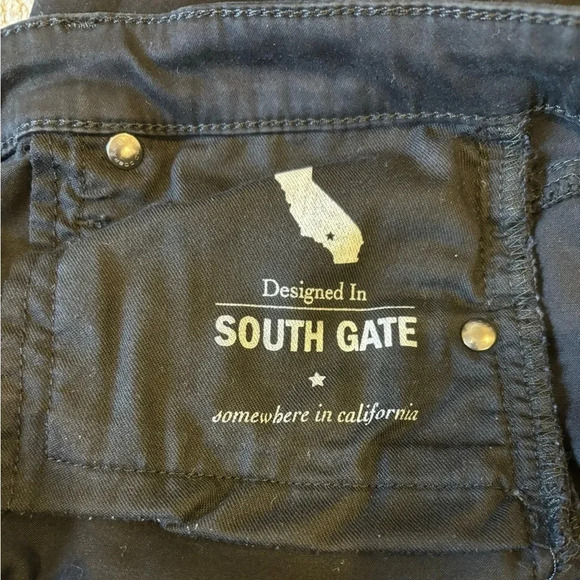 Designed In
SOUTH GATE
somewhere in california